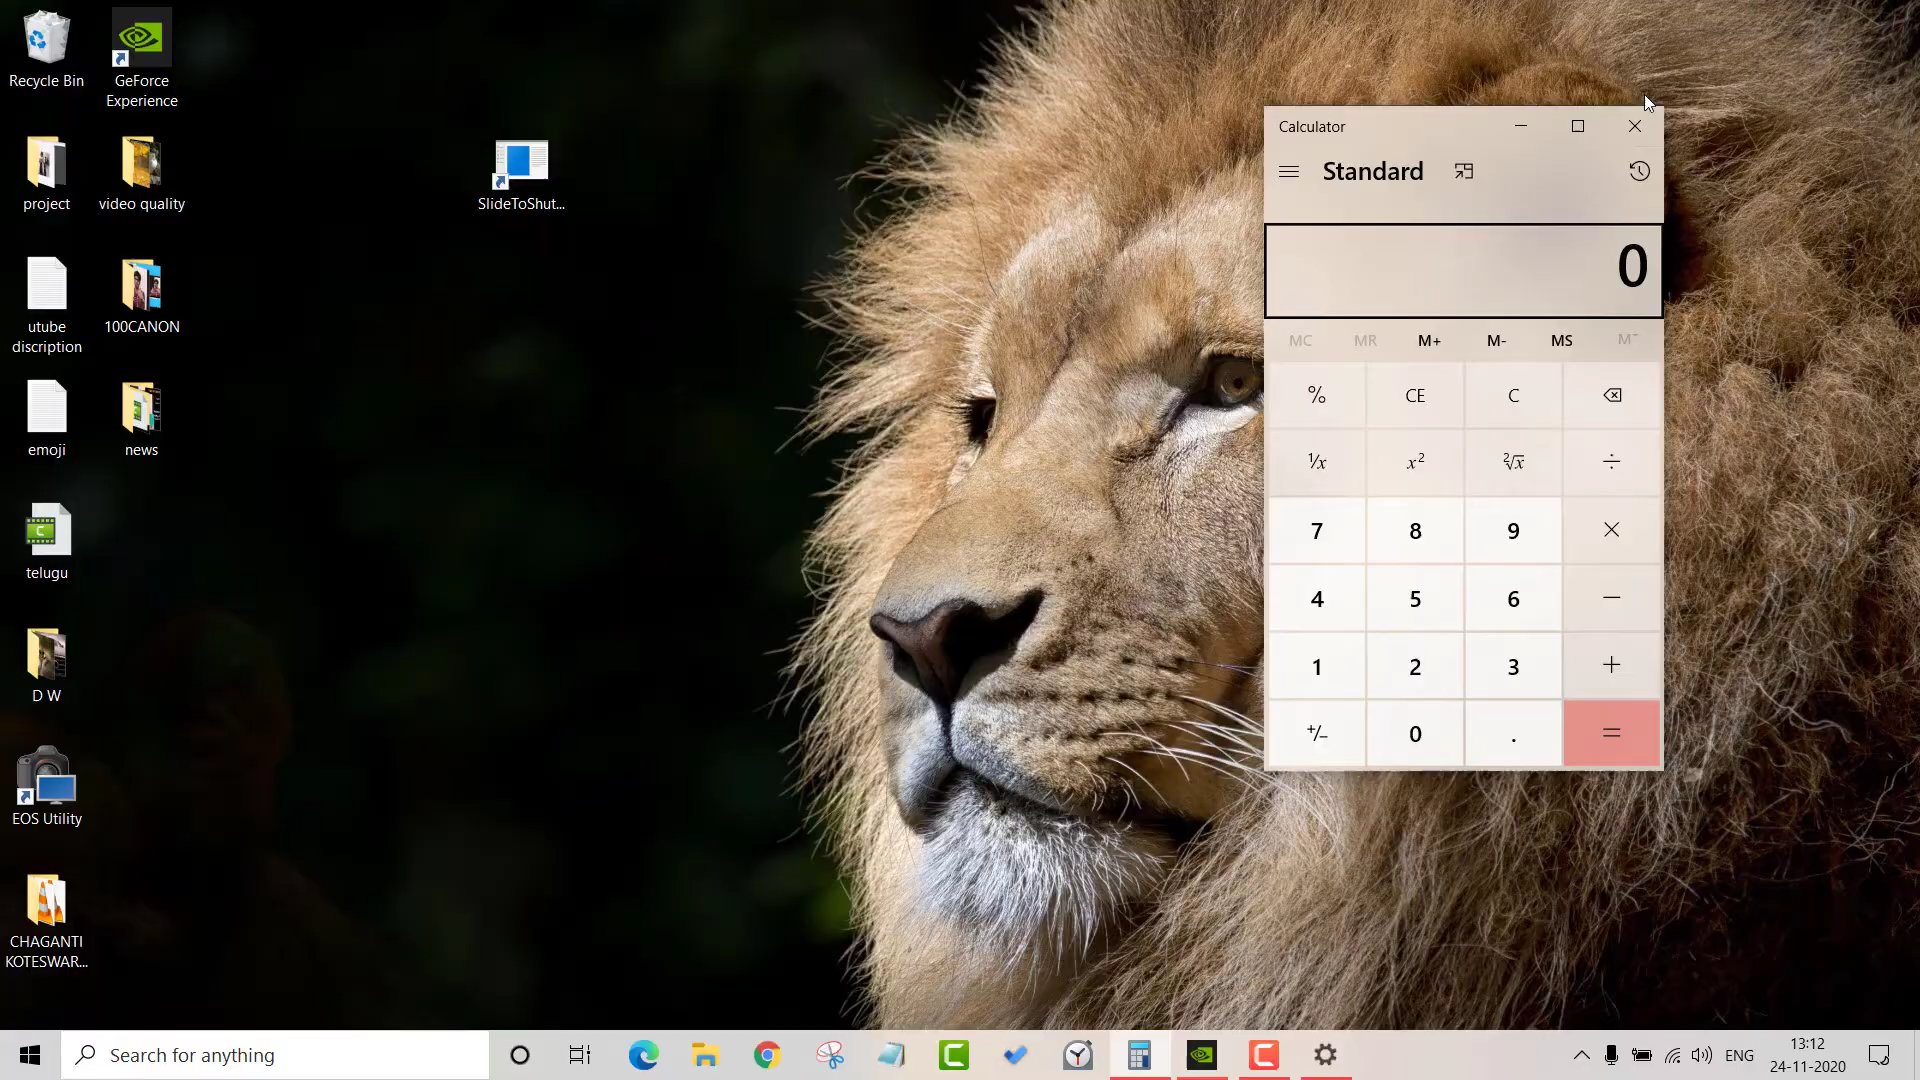 Recycle Bin
GeForce
Experience
project
video quality
SlideToShut...
utube
discription
100CANON
emoji
news
telugu
D W
EOS Utility
CHAGANTI
KOTESWAR...
Calculator
Standard
0
MC MR M+ M- MS M˅
% CE C
¹⁄x x² ²√x ÷
7 8 9 ×
4 5 6 −
1 2 3 +
⁺⁄₋ 0 . =
Search for anything
ENG
13:12
24-11-2020